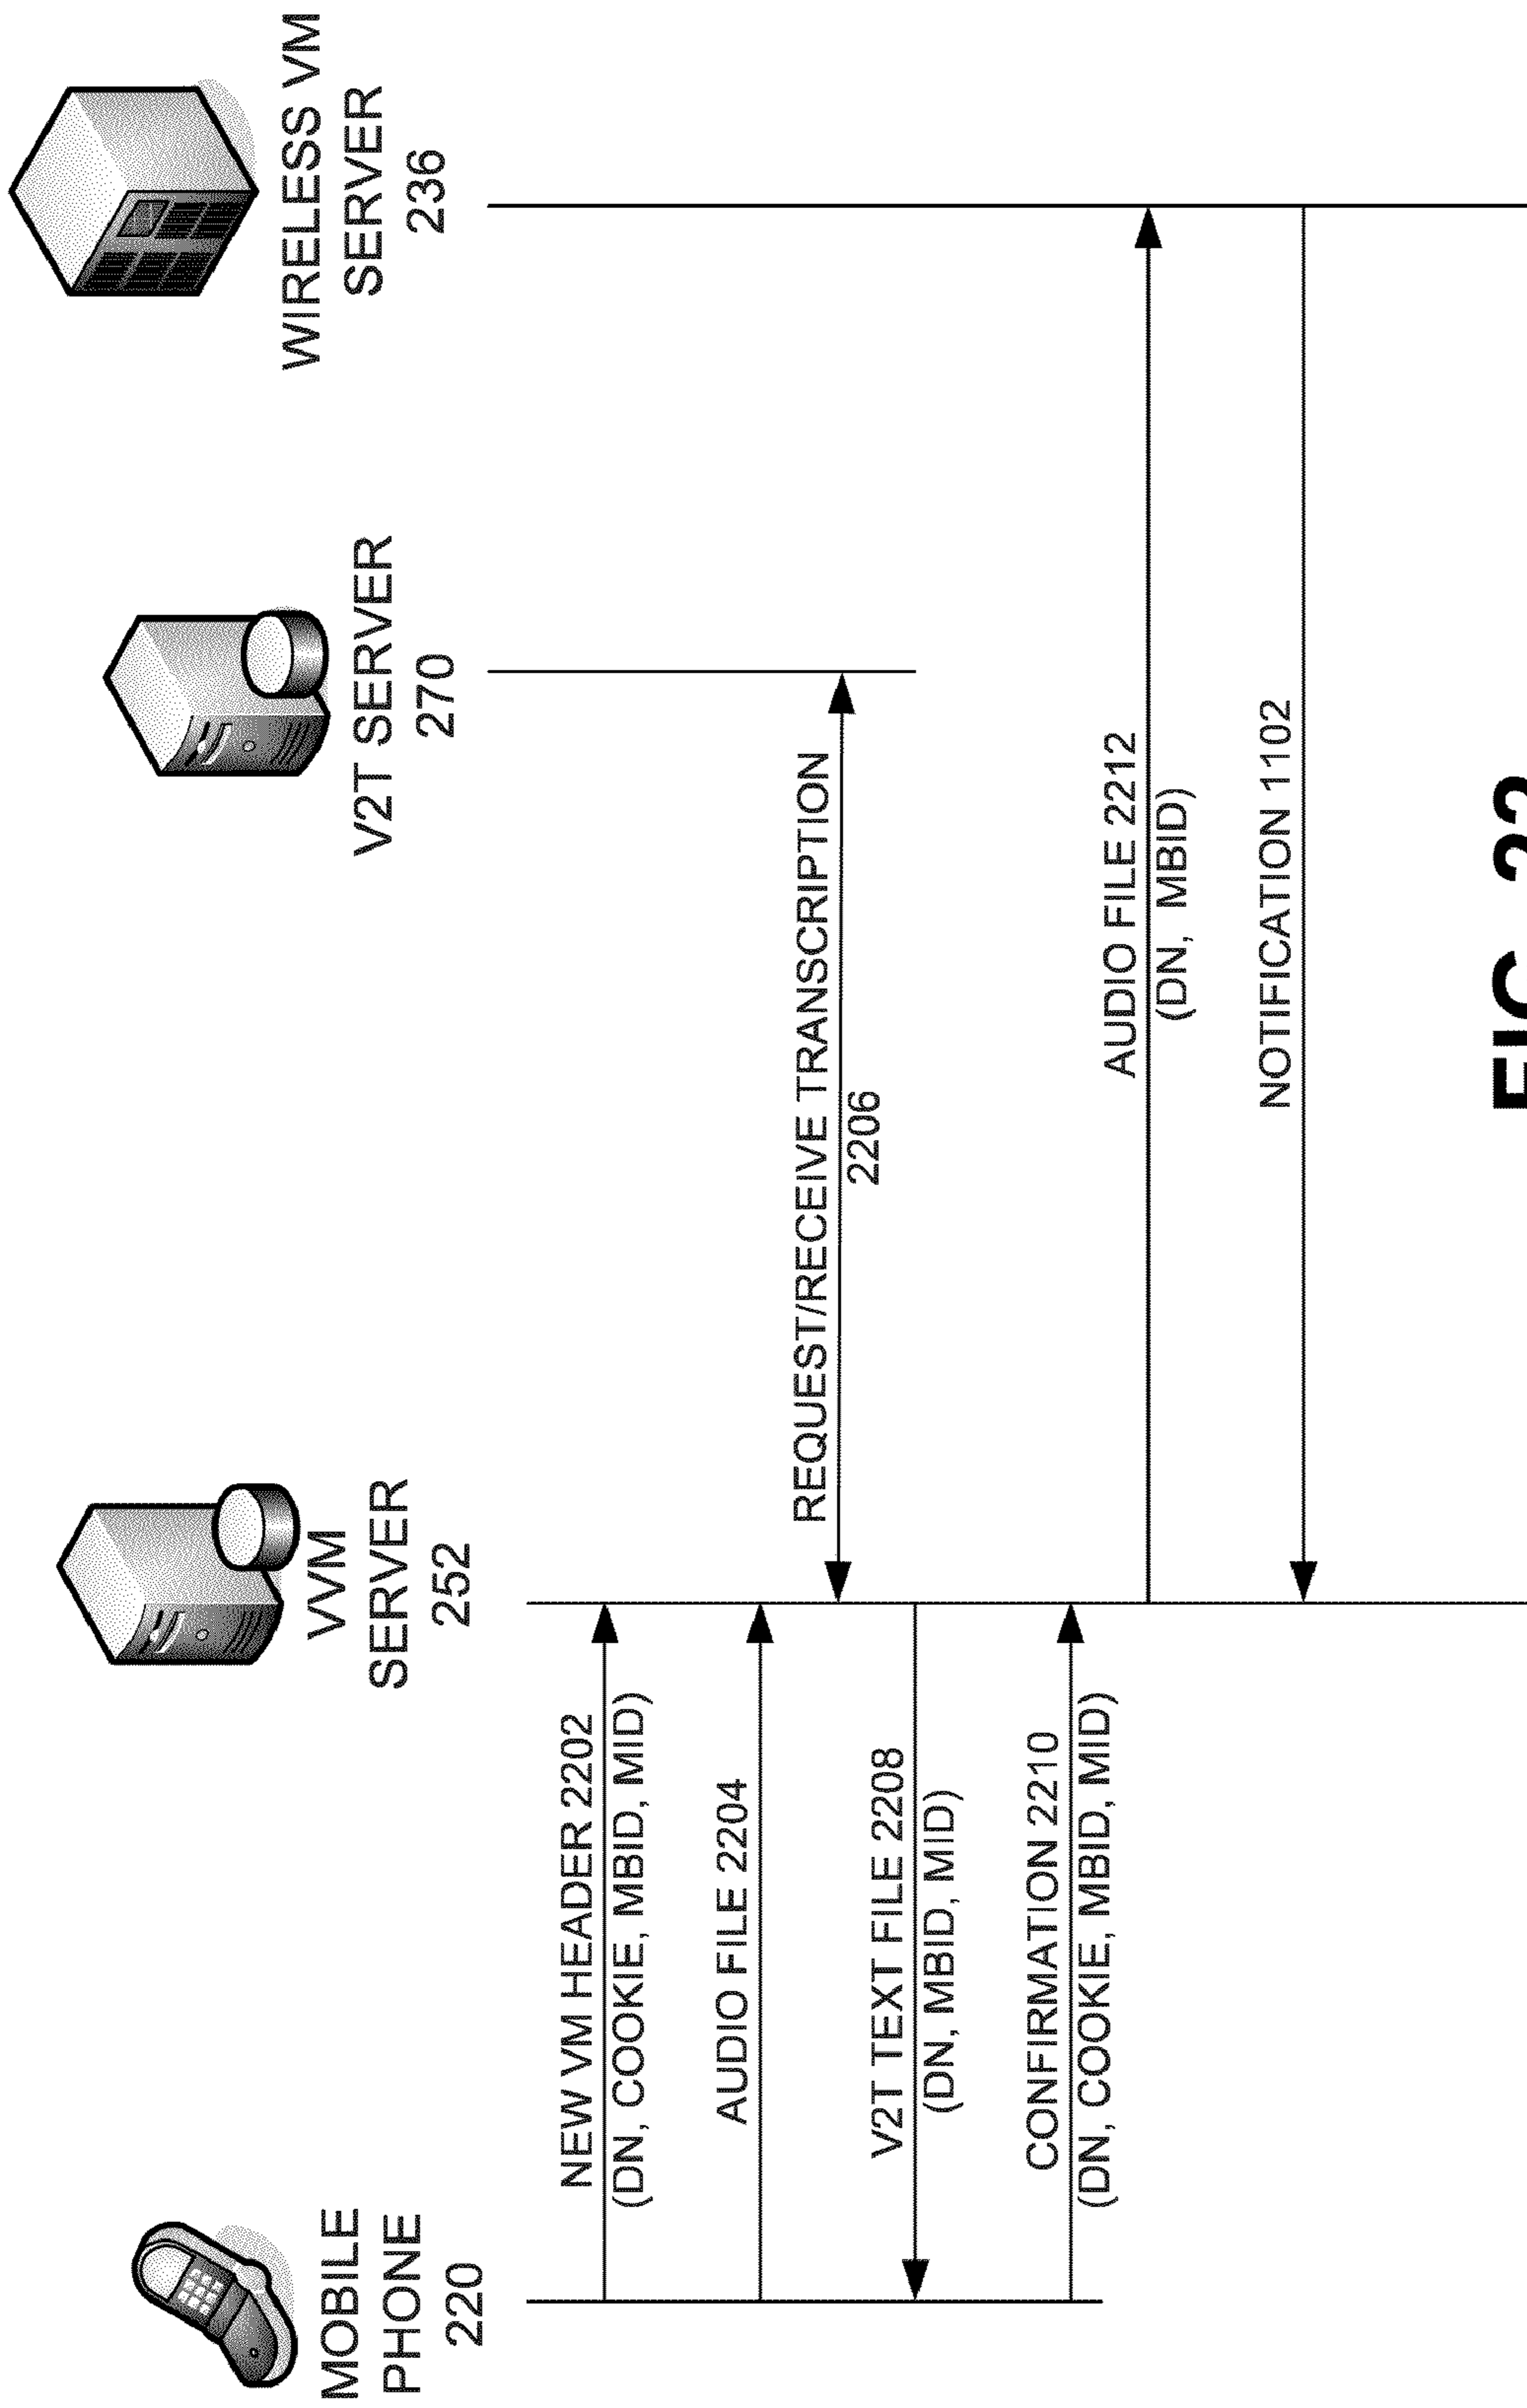 MOBILE
PHONE
220
VVM
SERVER
252
V2T SERVER
270
WIRELESS VM
SERVER
236
NEW VM HEADER 2202
(DN, COOKIE, MBID, MID)
AUDIO FILE 2204
REQUEST/RECEIVE TRANSCRIPTION
2206
V2T TEXT FILE 2208
(DN, MBID, MID)
CONFIRMATION 2210
(DN, COOKIE, MBID, MID)
AUDIO FILE 2212
(DN, MBID)
NOTIFICATION 1102
FIG. 22